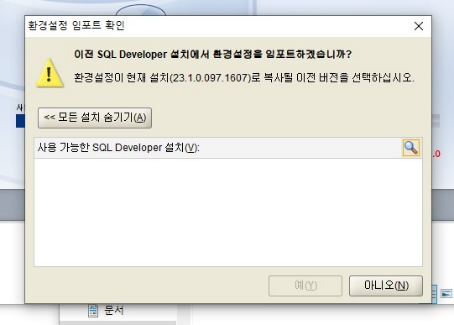 환경설정 임포트 확인
이전 SQL Developer 설치에서 환경설정을 임포트하겠습니까?
환경설정이 현재 설치(23.1.0.097.1607)로 복사될 이전 버전을 선택하십시오.
<< 모든 설치 숨기기(A)
사용 가능한 SQL Developer 설치(V):
.0
예(Y)
아니오(N)
문서